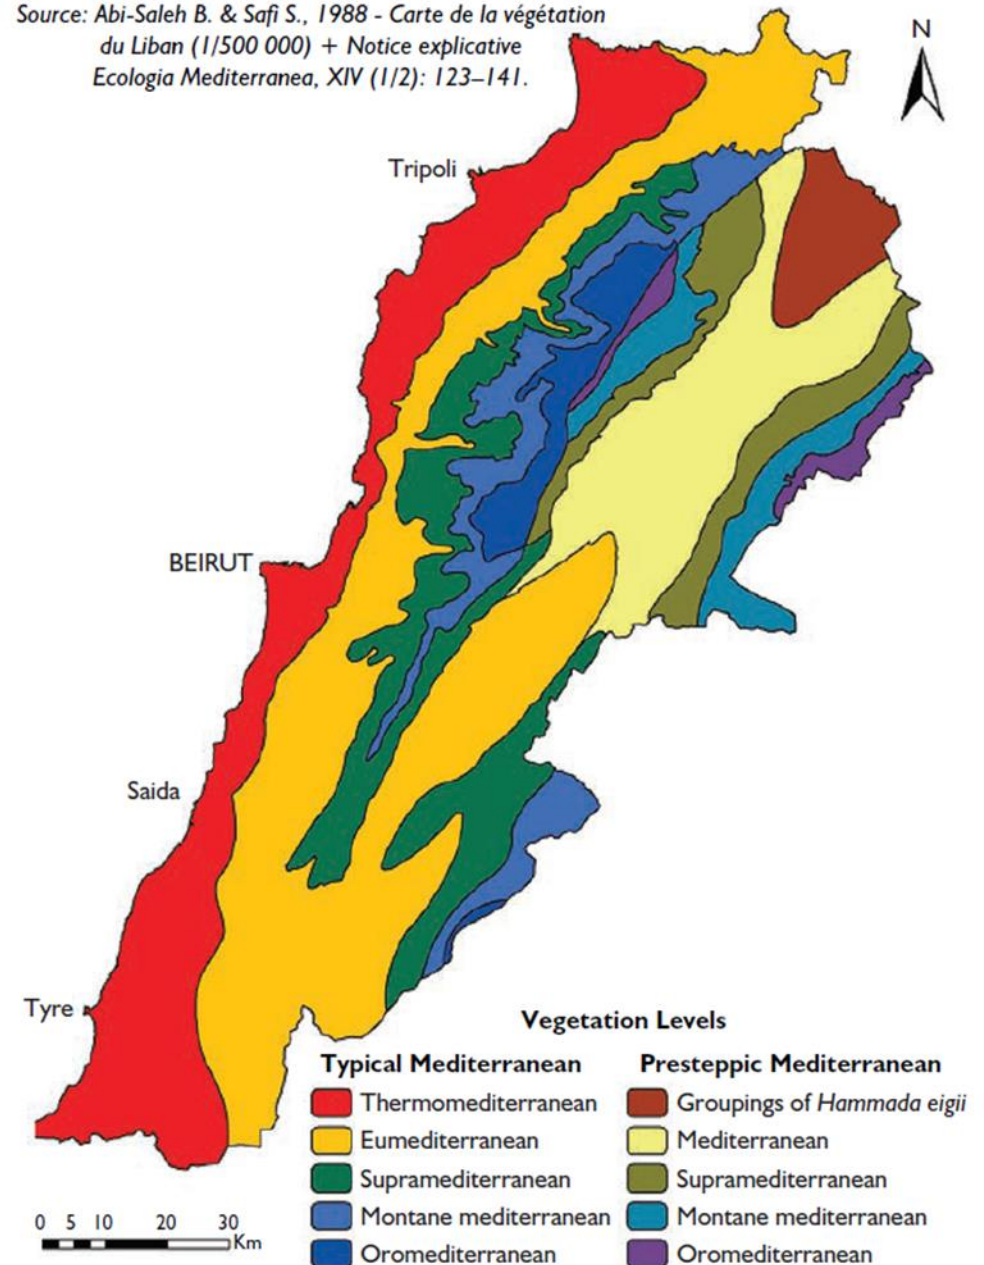 Source: Abi-Saleh B. & Safi S., 1988 - Carte de la végétation
du Liban (1/500 000) + Notice explicative
Ecologia Mediterranea, XIV (1/2): 123–141.
N
Tripoli
BEIRUT
Saida
Tyre
Vegetation Levels
Typical Mediterranean
Thermomediterranean
Eumediterranean
Supramediterranean
Montane mediterranean
Oromediterranean
Presteppic Mediterranean
Groupings of Hammada eigii
Mediterranean
Supramediterranean
Montane mediterranean
Oromediterranean
0 5 10 20 30
Km